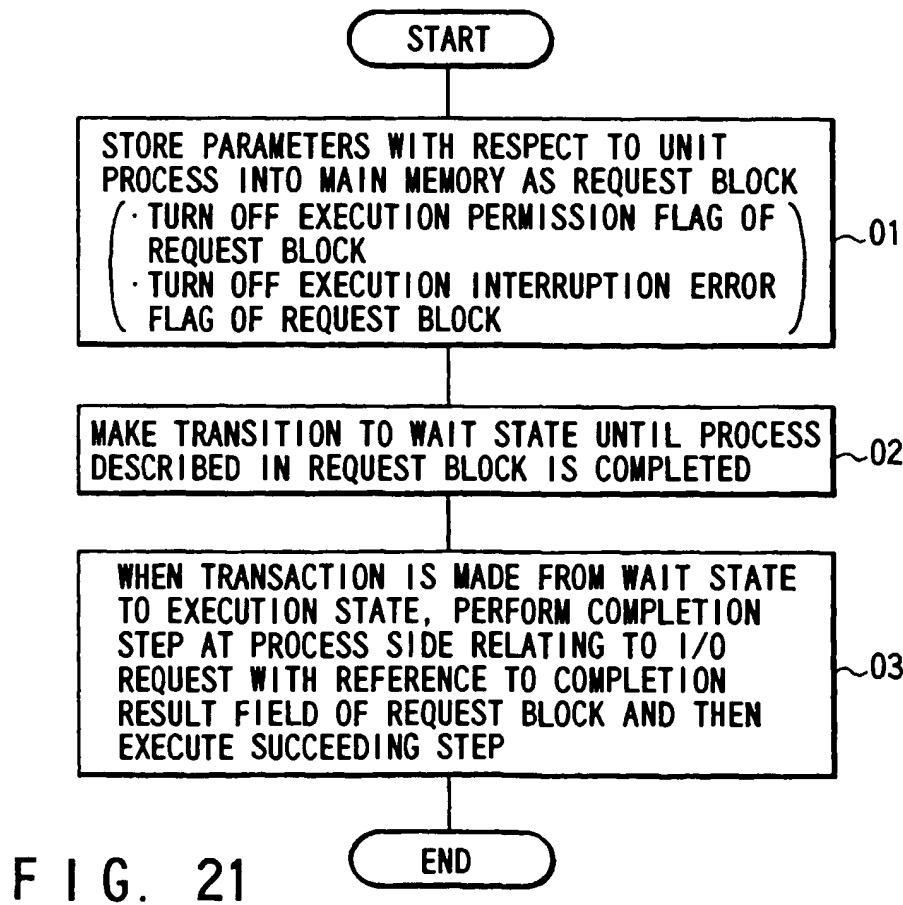 START
STORE PARAMETERS WITH RESPECT TO UNIT
PROCESS INTO MAIN MEMORY AS REQUEST BLOCK
· TURN OFF EXECUTION PERMISSION FLAG OF
REQUEST BLOCK
· TURN OFF EXECUTION INTERRUPTION ERROR
FLAG OF REQUEST BLOCK
01
MAKE TRANSITION TO WAIT STATE UNTIL PROCESS
DESCRIBED IN REQUEST BLOCK IS COMPLETED
02
WHEN TRANSACTION IS MADE FROM WAIT STATE
TO EXECUTION STATE, PERFORM COMPLETION
STEP AT PROCESS SIDE RELATING TO I/O
REQUEST WITH REFERENCE TO COMPLETION
RESULT FIELD OF REQUEST BLOCK AND THEN
EXECUTE SUCCEEDING STEP
03
END
FIG. 21